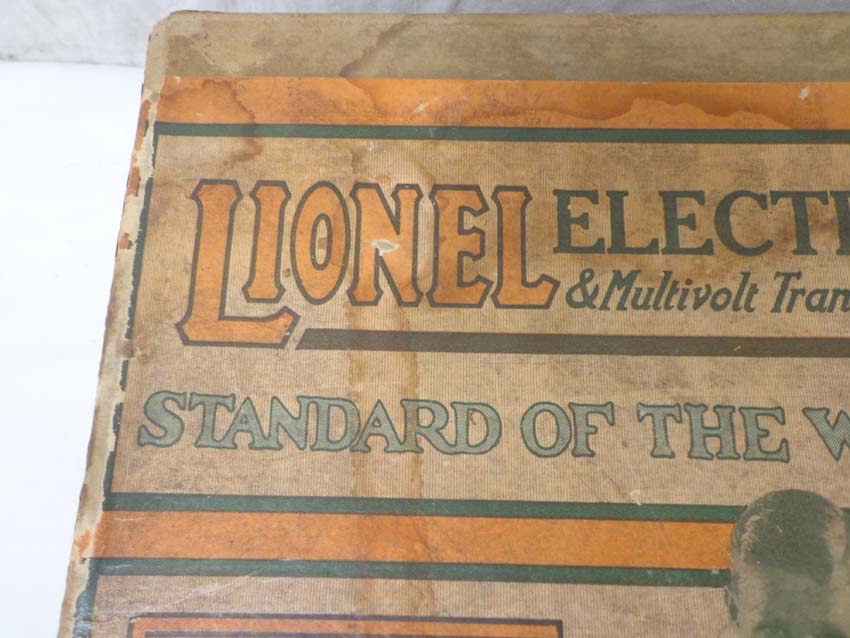 LIONEL ELECT
& Multivolt Tran
STANDARD OF THE W